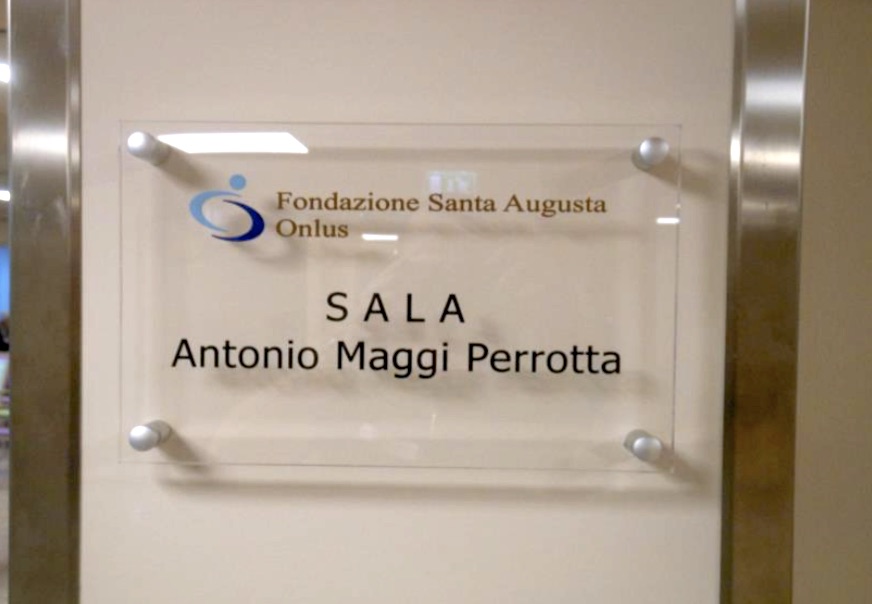 Fondazione Santa Augusta
Onlus
SALA
Antonio Maggi Perrotta